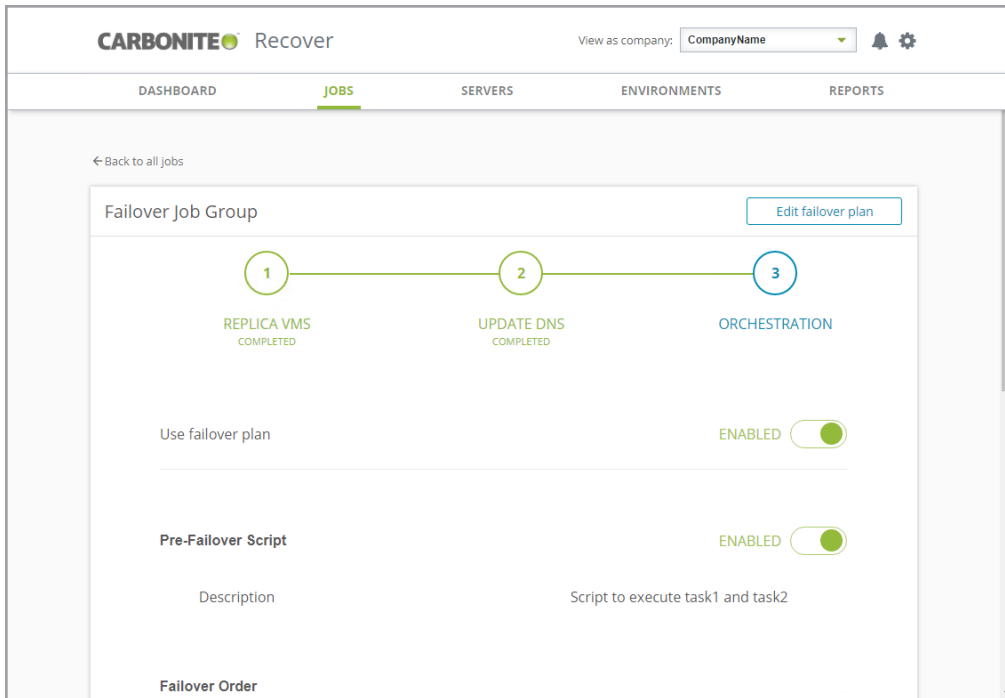 CARBONITE Recover
View as company: CompanyName
DASHBOARD JOBS SERVERS ENVIRONMENTS REPORTS
←Back to all jobs
Failover Job Group Edit failover plan
1 2 3
REPLICA VMS UPDATE DNS ORCHESTRATION
COMPLETED COMPLETED
Use failover plan ENABLED
Pre-Failover Script ENABLED
Description Script to execute task1 and task2
Failover Order